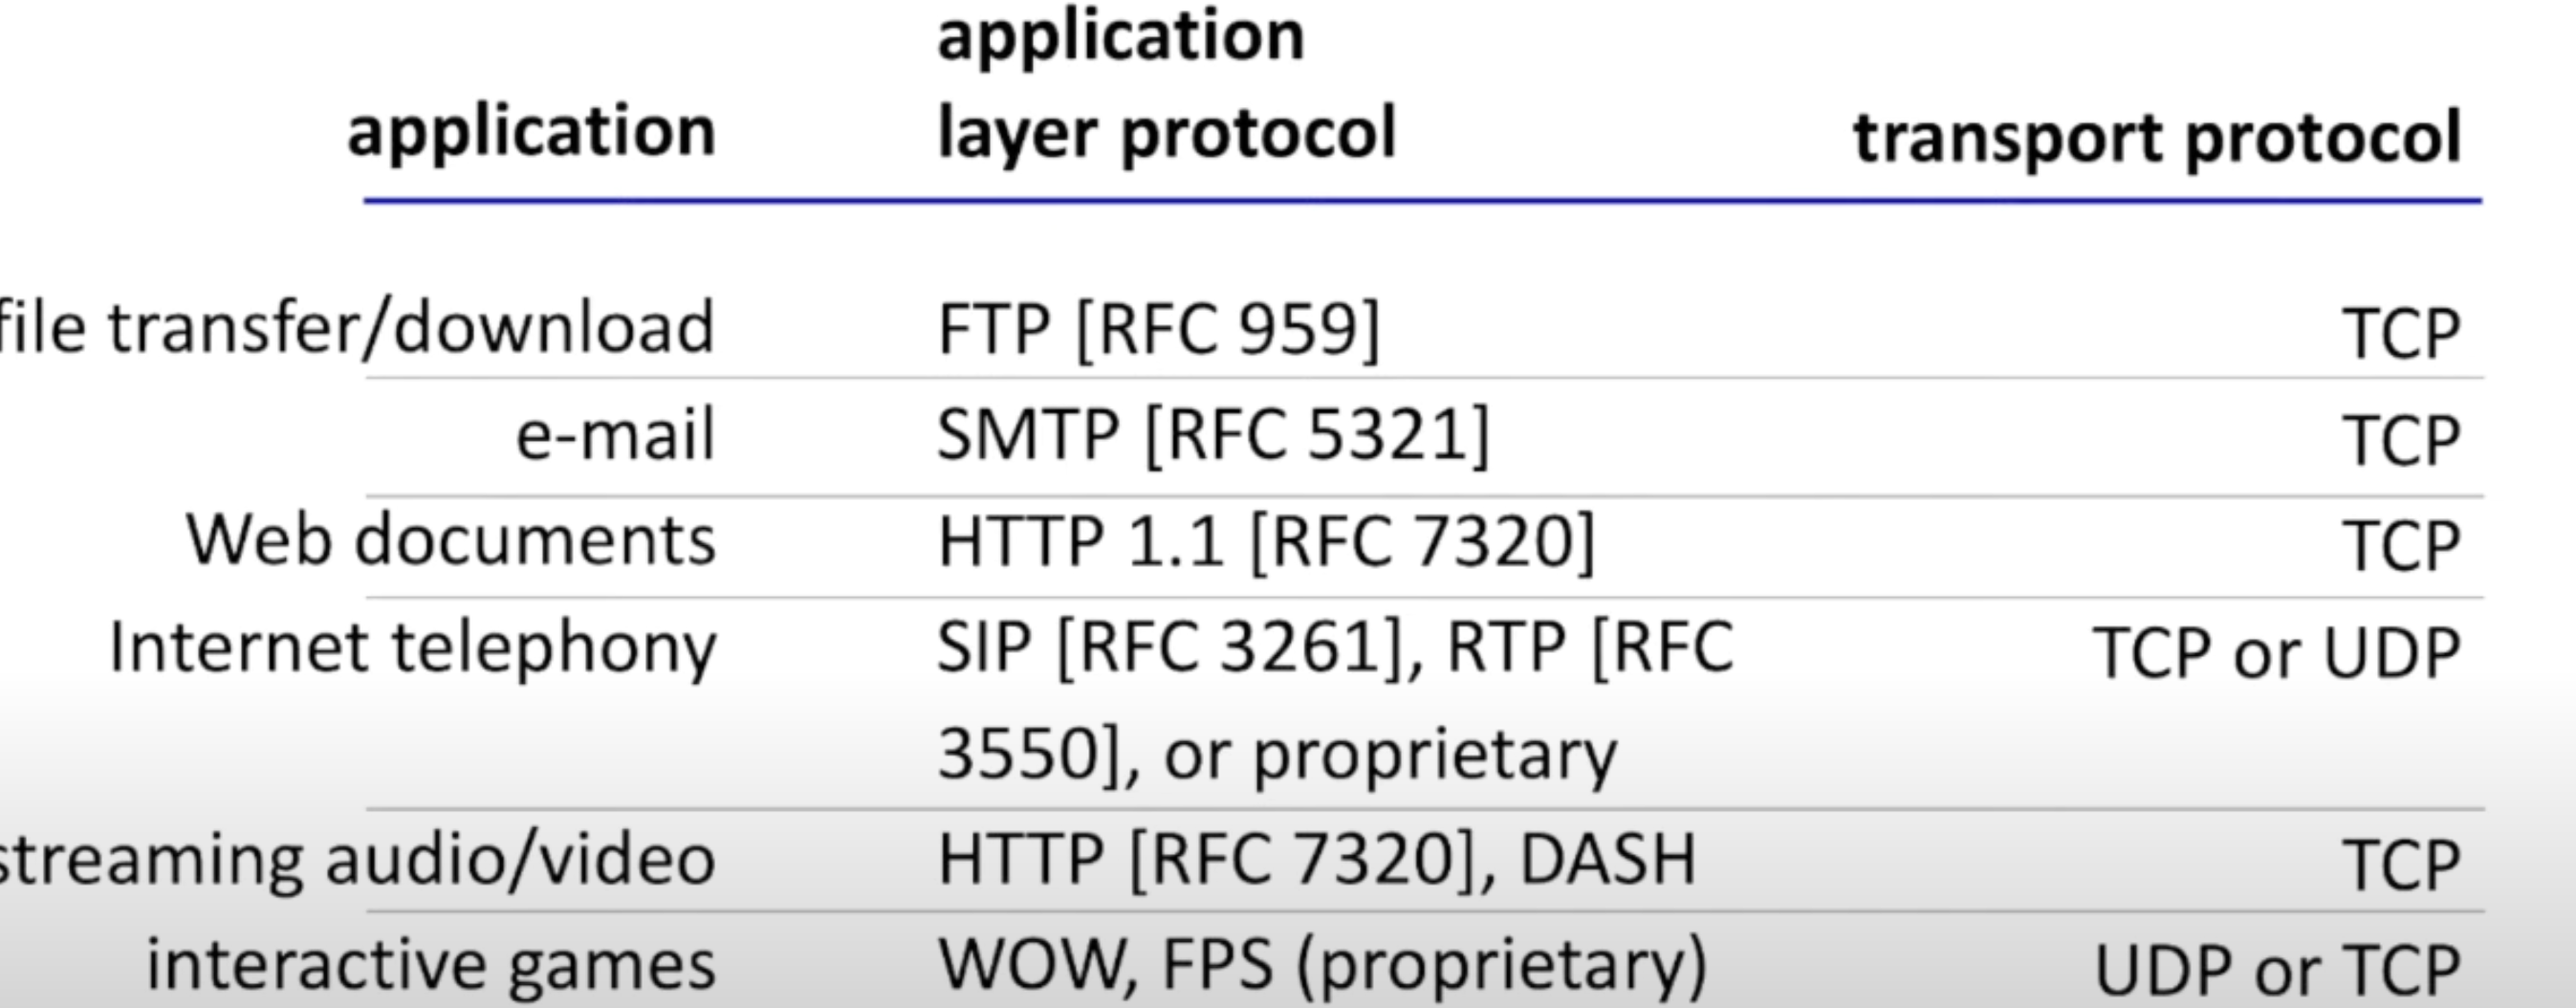 application
application layer protocol transport protocol
file transfer/download FTP [RFC 959] TCP
e-mail SMTP [RFC 5321] TCP
Web documents HTTP 1.1 [RFC 7320] TCP
Internet telephony SIP [RFC 3261], RTP [RFC TCP or UDP
3550], or proprietary
streaming audio/video HTTP [RFC 7320], DASH TCP
interactive games WOW, FPS (proprietary) UDP or TCP